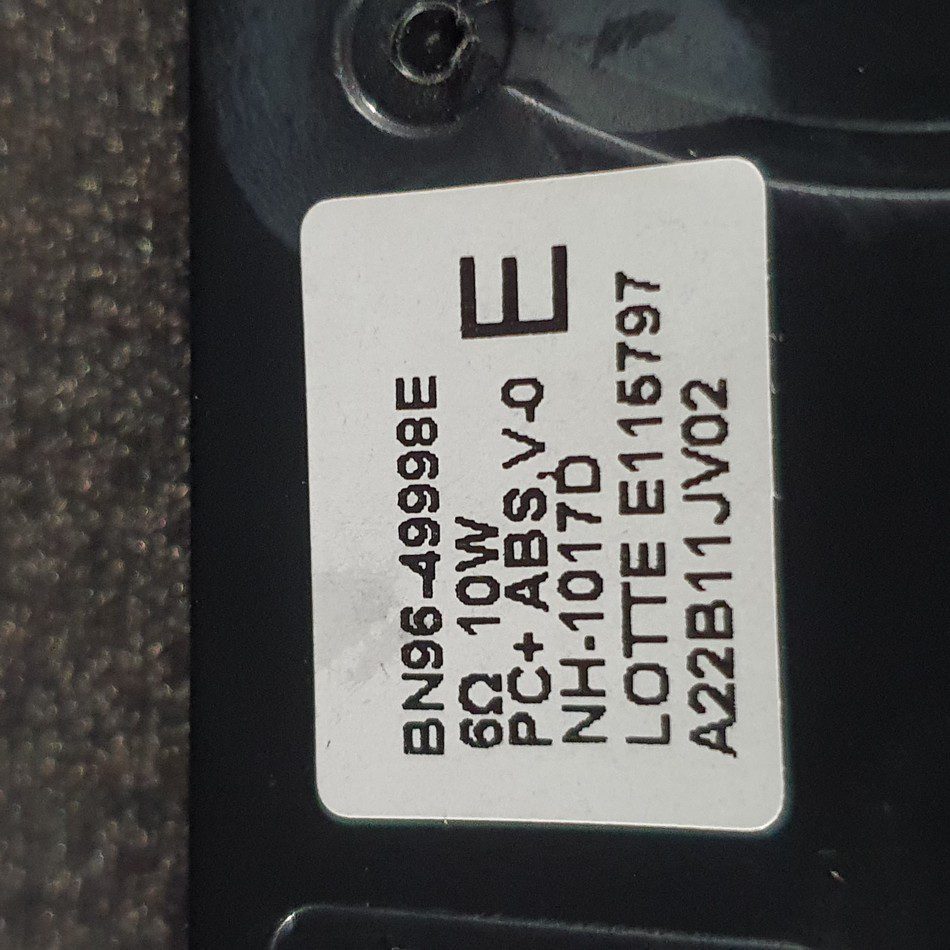 BN96-49998E
6Ω 10W
PC+ ABS,V-0
E
NH-1017D
LOTTE E115797
A22B11JV02